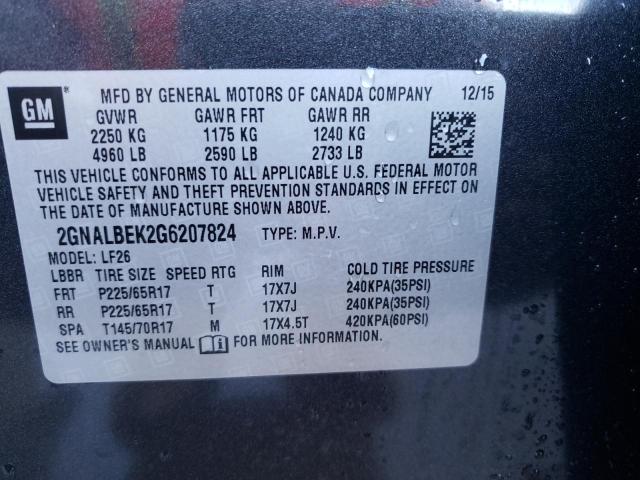 GM ® MFD BY GENERAL MOTORS OF CANADA COMPANY 12/15
GVWR GAWR FRT GAWR RR
2250 KG 1175 KG 1240 KG
4960 LB 2590 LB 2733 LB
THIS VEHICLE CONFORMS TO ALL APPLICABLE U.S. FEDERAL MOTOR
VEHICLE SAFETY AND THEFT PREVENTION STANDARDS IN EFFECT ON
THE DATE OF MANUFACTURE SHOWN ABOVE.
2GNALBEK2G6207824 TYPE: M.P.V.
MODEL: LF26
LBBR TIRE SIZE SPEED RTG RIM COLD TIRE PRESSURE
FRT P225/65R17 T 17X7J 240KPA(35PSI)
RR P225/65R17 T 17X7J 240KPA(35PSI)
SPA T145/70R17 M 17X4.5T 420KPA(60PSI)
SEE OWNER'S MANUAL FOR MORE INFORMATION.